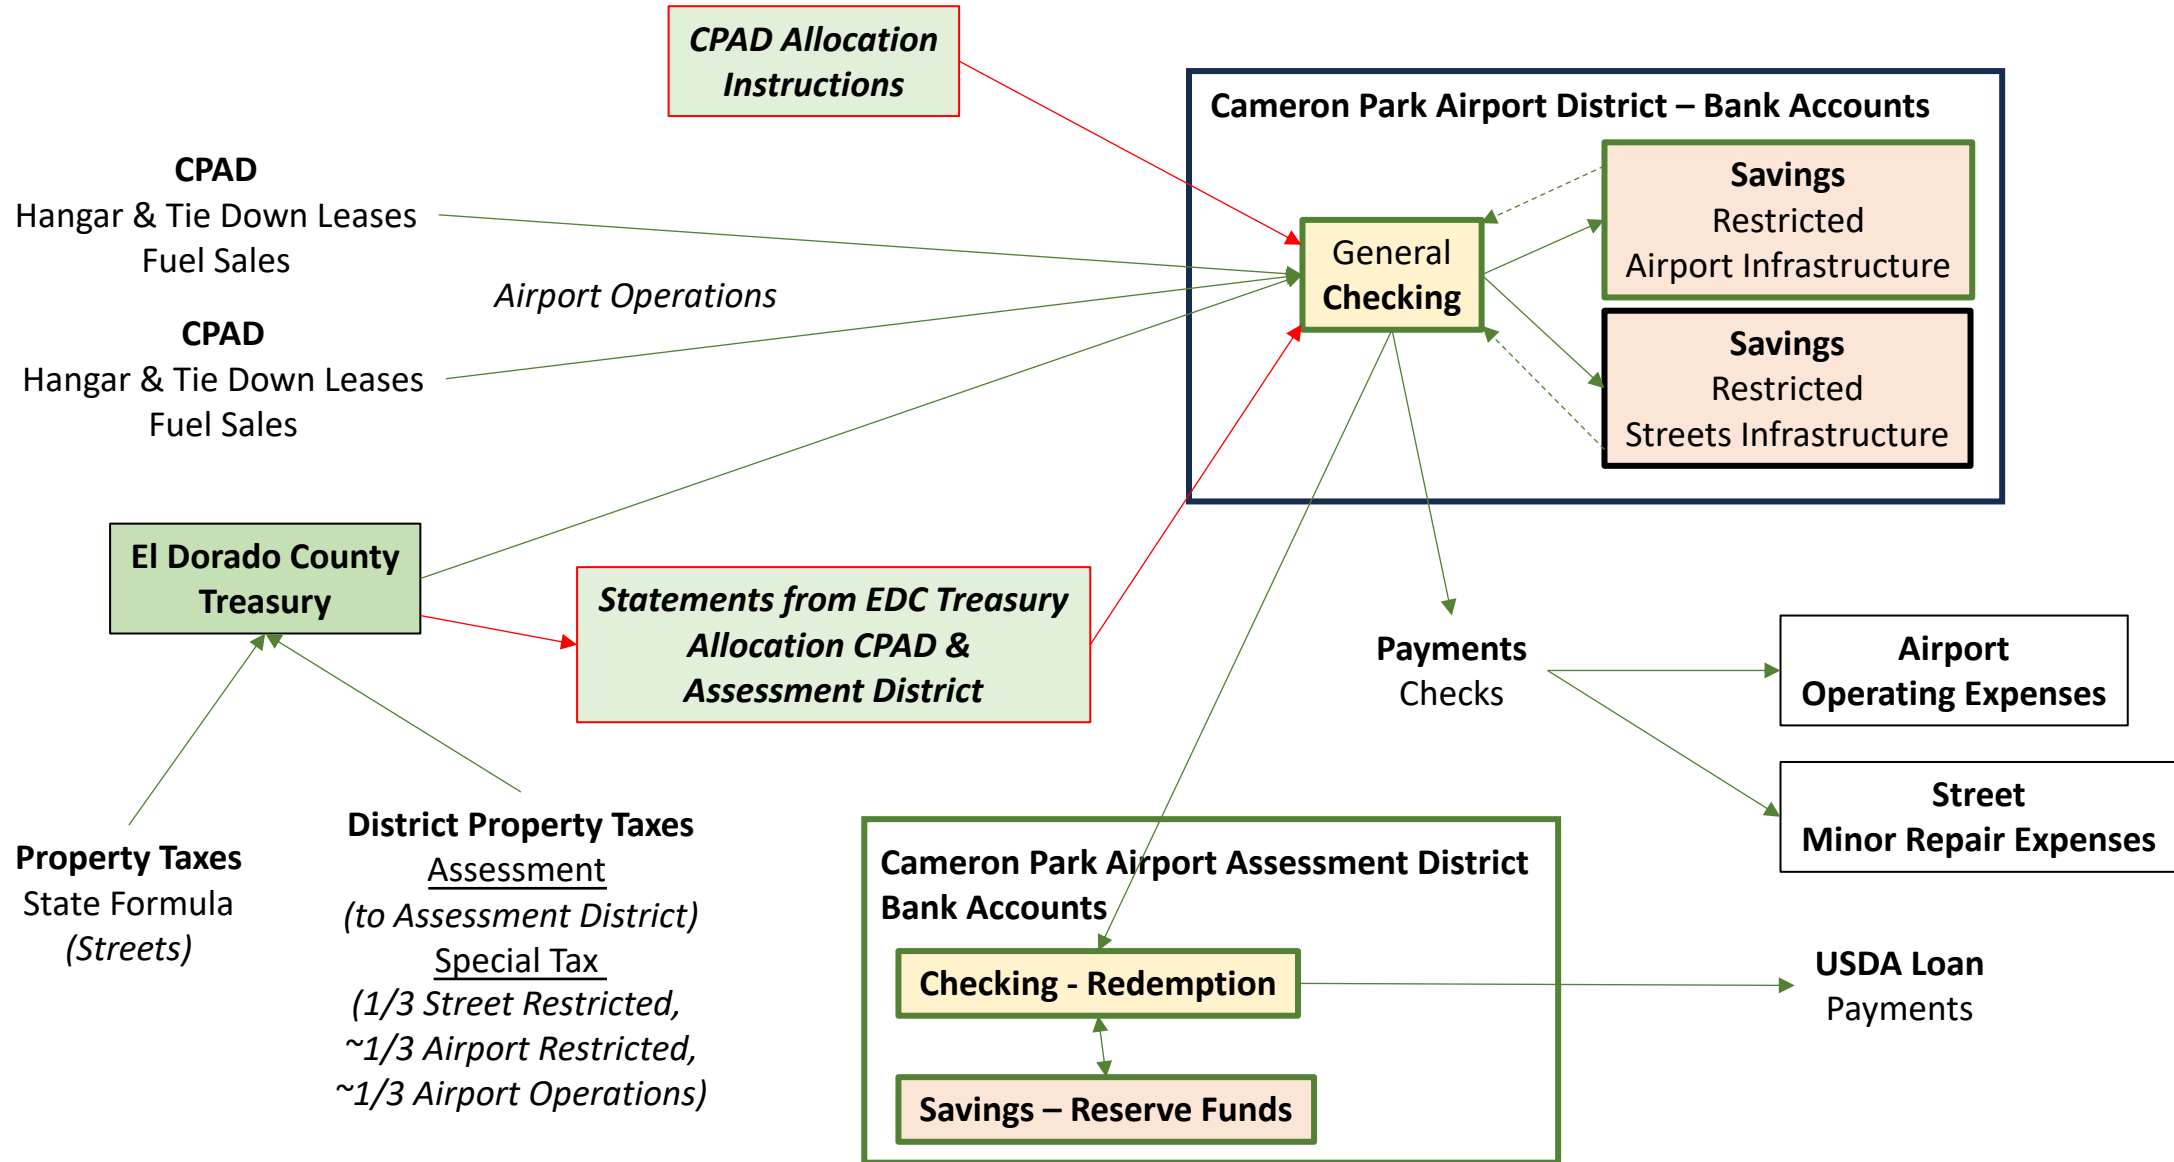 CPAD Allocation
Instructions
Cameron Park Airport District – Bank Accounts
CPAD
Hangar & Tie Down Leases
Fuel Sales
Airport Operations
CPAD
Hangar & Tie Down Leases
Fuel Sales
General
Checking
Savings
Restricted
Airport Infrastructure
Savings
Restricted
Streets Infrastructure
El Dorado County
Treasury
Statements from EDC Treasury
Allocation CPAD &
Assessment District
Payments
Checks
Airport
Operating Expenses
Street
Minor Repair Expenses
Property Taxes
State Formula
(Streets)
District Property Taxes
Assessment
(to Assessment District)
Special Tax
(1/3 Street Restricted,
~1/3 Airport Restricted,
~1/3 Airport Operations)
Cameron Park Airport Assessment District
Bank Accounts
Checking - Redemption
Savings – Reserve Funds
USDA Loan
Payments